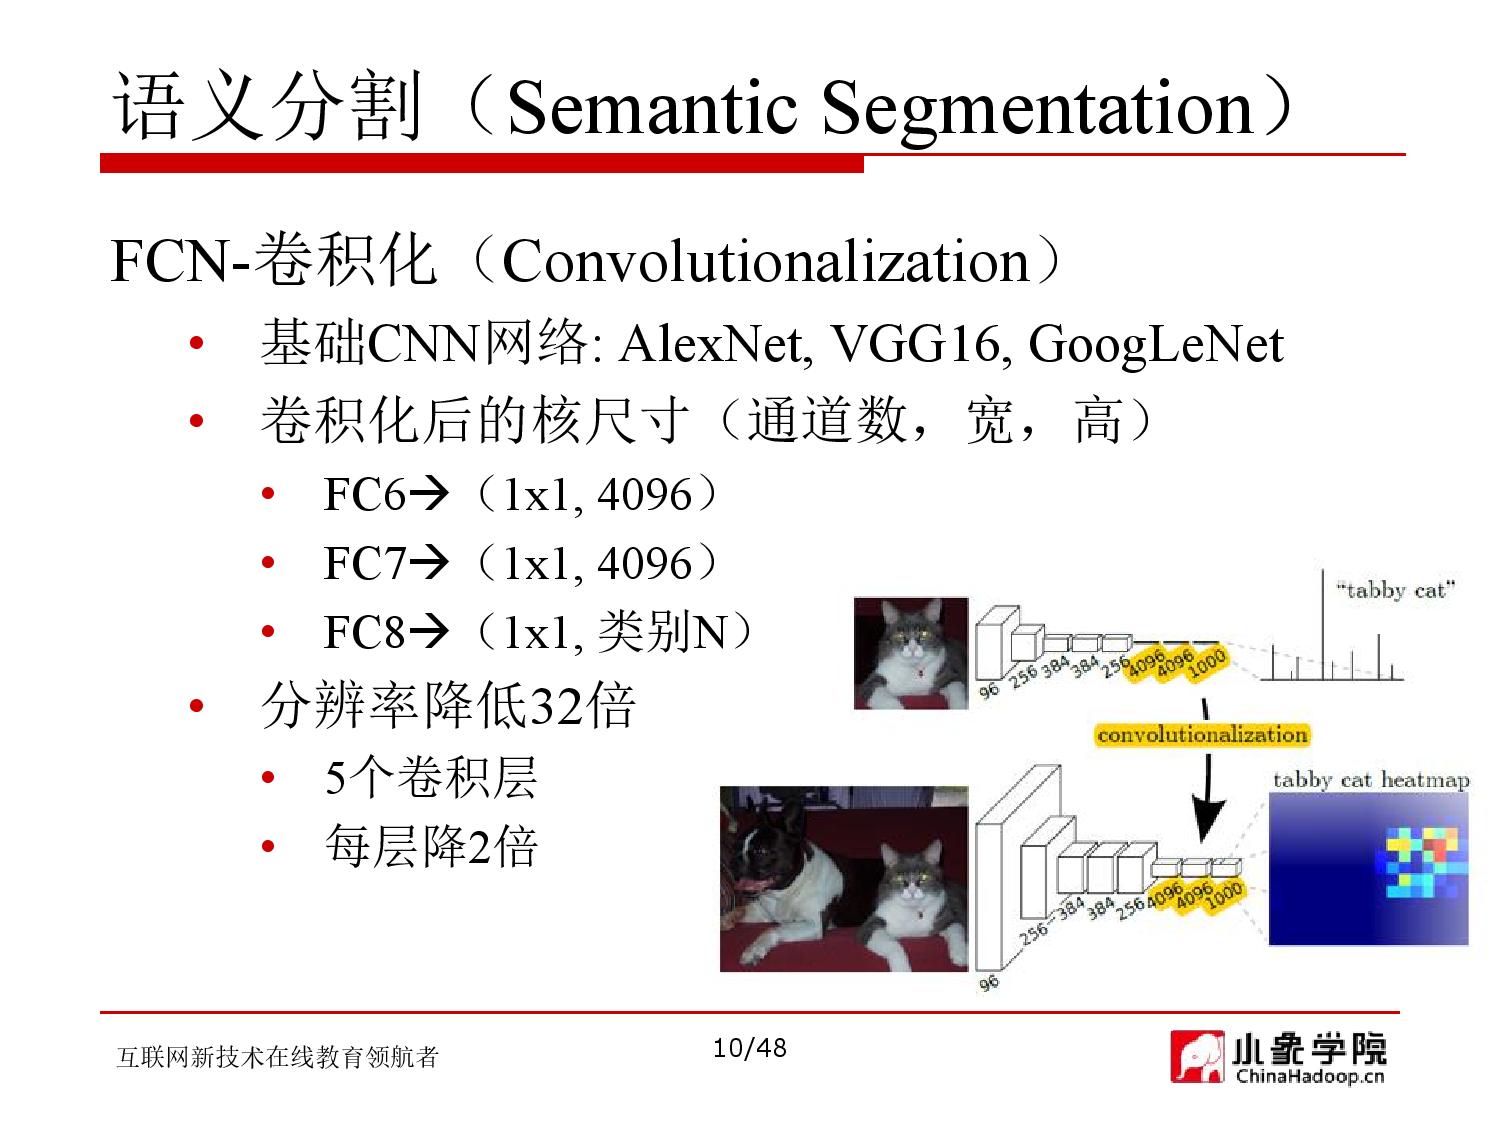 语义分割（Semantic Segmentation）
FCN-卷积化（Convolutionalization）
• 基础CNN网络: AlexNet, VGG16, GoogLeNet
• 卷积化后的核尺寸（通道数，宽，高）
• FC6→（1x1, 4096）
• FC7→（1x1, 4096）
• FC8→（1x1, 类别N）
• 分辨率降低32倍
• 5个卷积层
• 每层降2倍
“tabby cat”
96 256 384 384 256 4096 4096 1000
convolutionalization
tabby cat heatmap
96 256 384 384 256 4096 4096 1000
互联网新技术在线教育领航者
10/48
小象学院
ChinaHadoop.cn